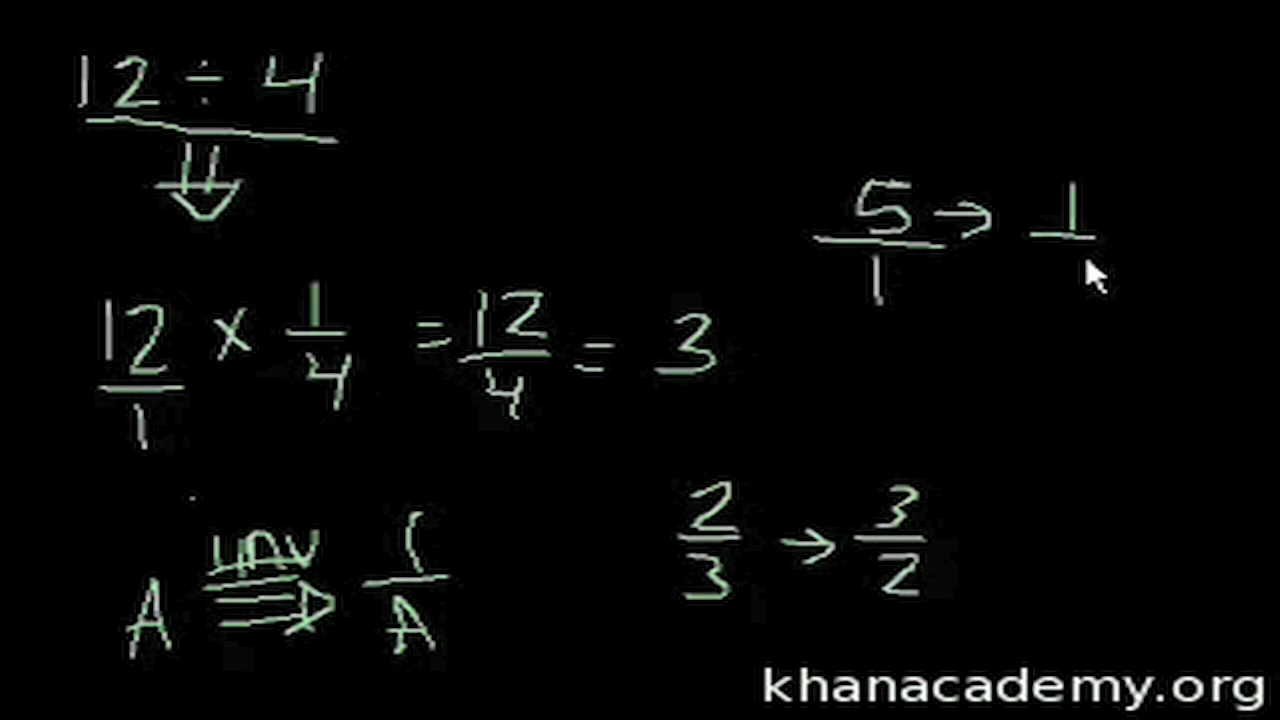 12 ÷ 4
5/1 → 1
12/1 x 1/4 = 12/4 = 3
2/3 → 3/2
A inv ⇒ 1/A
khanacademy.org